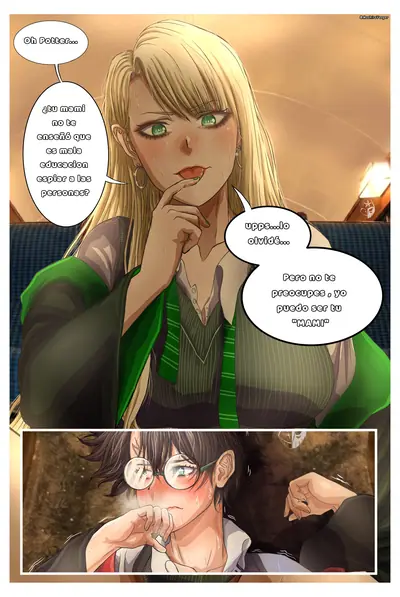 Oh Potter...
¿tu mami
no te
enseñó que
es mala
educacion
espiar a las
personas?
upps...lo
olvidé...
Pero no te
preocupes , yo
puedo ser tu
"MAMI"